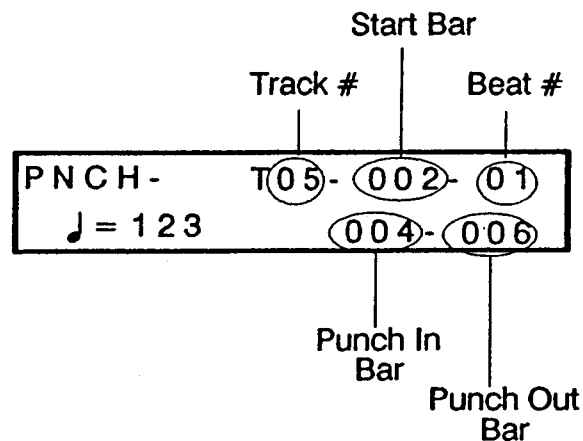 Start Bar
Track # Beat #
PNCH- T05-002-01
♩= 123 004-006
Punch In
Bar
Punch Out
Bar